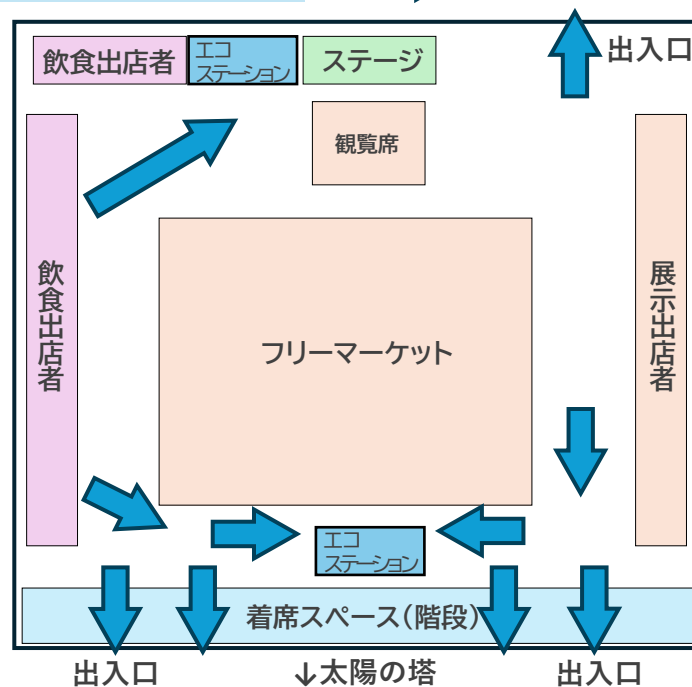 出入口
飲食出店者
エコ
ステーション
ステージ
観覧席
飲食出店者
フリーマーケット
展示出店者
エコ
ステーション
着席スペース(階段)
出入口
↓太陽の塔
出入口